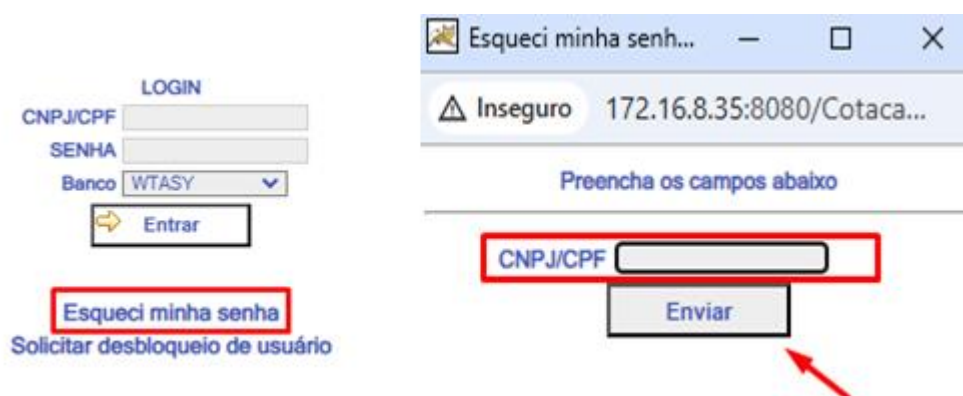 LOGIN
CNPJ/CPF
SENHA
Banco WTASY
Entrar
Esqueci minha senha
Solicitar desbloqueio de usuário
Esqueci minha senh...
Inseguro 172.16.8.35:8080/Cotaca...
Preencha os campos abaixo
CNPJ/CPF
Enviar